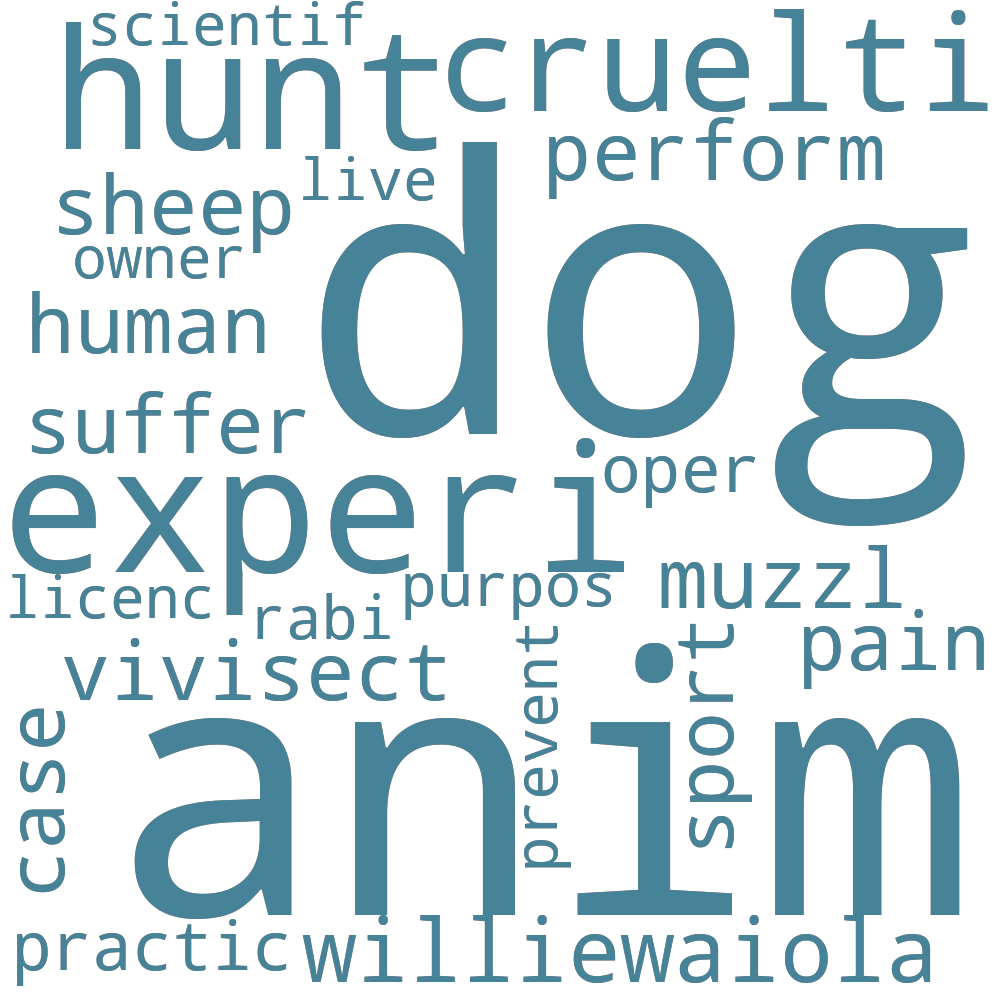 scientif
hunt
cruelti
perform
live
sheep
owner
dog
human
suffer
experi
oper
licenc
rabi
purpos
muzzl
pain
vivisect
prevent
sport
case
anim
practic
williewaiola